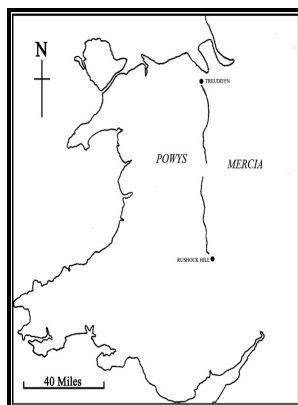 N
TREUDDYN
POWYS MERCIA
RUSHOCK HILL
40 Miles